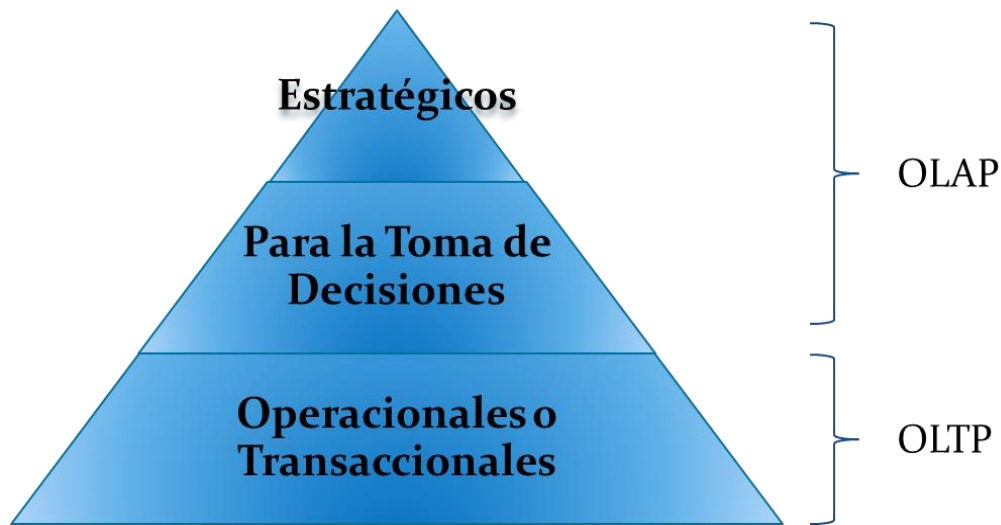 Estratégicos
OLAP
Para la Toma de
Decisiones
Operacionales o
Transaccionales
OLTP